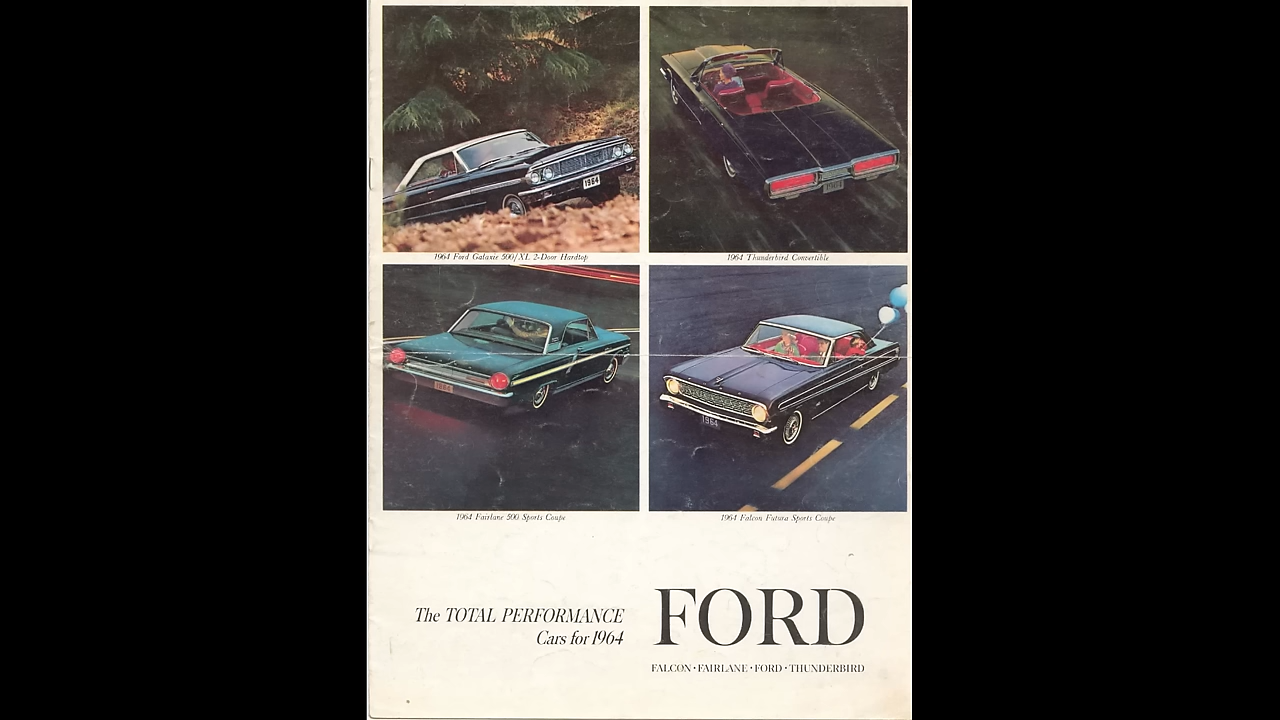 1964
1964
1964 Ford Galaxie 500/XL 2-Door Hardtop
1964 Thunderbird Convertible
1964
1964
1964 Fairlane 500 Sports Coupe
1964 Falcon Futura Sports Coupe
The TOTAL PERFORMANCE
Cars for 1964
FORD
FALCON · FAIRLANE · FORD · THUNDERBIRD